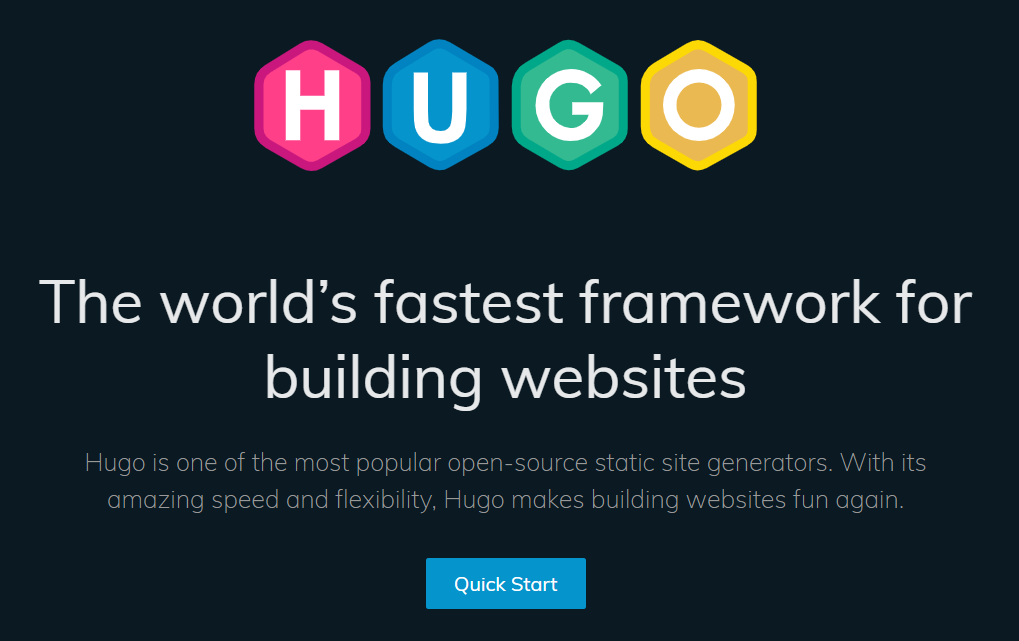 HUGO
The world’s fastest framework for
building websites
Hugo is one of the most popular open-source static site generators. With its
amazing speed and flexibility, Hugo makes building websites fun again.
Quick Start